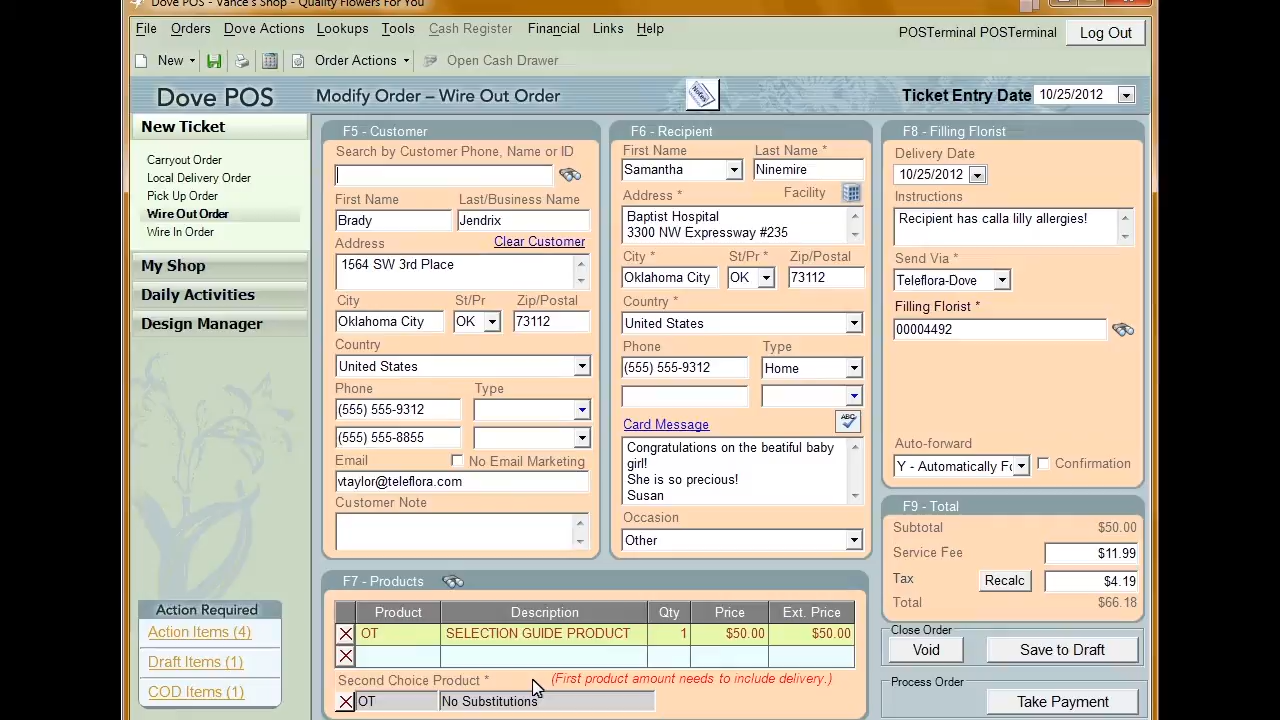 Dove POS - Vance's Shop - Quality Flowers For You
File Orders Dove Actions Lookups Tools Cash Register Financial Links Help
POSTerminal POSTerminal Log Out
New Order Actions Open Cash Drawer
Dove POS
Modify Order – Wire Out Order
Notes
Ticket Entry Date 10/25/2012
New Ticket
Carryout Order
Local Delivery Order
Pick Up Order
Wire Out Order
Wire In Order
My Shop
Daily Activities
Design Manager
Action Required
Action Items (4)
Draft Items (1)
COD Items (1)
F5 - Customer
Search by Customer Phone, Name or ID
First Name Last/Business Name
Brady Jendrix
Address Clear Customer
1564 SW 3rd Place
City St/Pr Zip/Postal
Oklahoma City OK 73112
Country
United States
Phone Type
(555) 555-9312
(555) 555-8855
Email No Email Marketing
vtaylor@teleflora.com
Customer Note
F6 - Recipient
First Name Last Name *
Samantha Ninemire
Address * Facility
Baptist Hospital
3300 NW Expressway #235
City * St/Pr * Zip/Postal
Oklahoma City OK 73112
Country *
United States
Phone Type
(555) 555-9312 Home
Card Message ABC
Congratulations on the beatiful baby
girl!
She is so precious!
Susan
Occasion
Other
F8 - Filling Florist
Delivery Date
10/25/2012
Instructions
Recipient has calla lilly allergies!
Send Via *
Teleflora-Dove
Filling Florist *
00004492
Auto-forward
Y - Automatically Fo Confirmation
F7 - Products
Product Description Qty Price Ext. Price
OT SELECTION GUIDE PRODUCT 1 $50.00 $50.00
Second Choice Product * (First product amount needs to include delivery.)
OT No Substitutions
F9 - Total
Subtotal $50.00
Service Fee $11.99
Tax Recalc $4.19
Total $66.18
Close Order
Void Save to Draft
Process Order
Take Payment